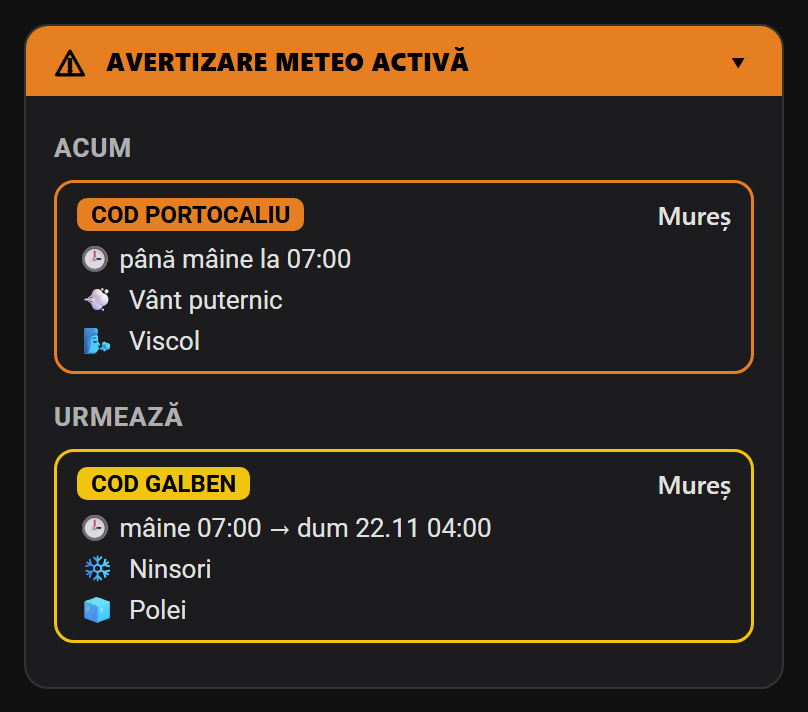 AVERTIZARE METEO ACTIVĂ
ACUM
COD PORTOCALIU Mureș
până mâine la 07:00
Vânt puternic
Viscol
URMEAZĂ
COD GALBEN Mureș
mâine 07:00 → dum 22.11 04:00
Ninsori
Polei